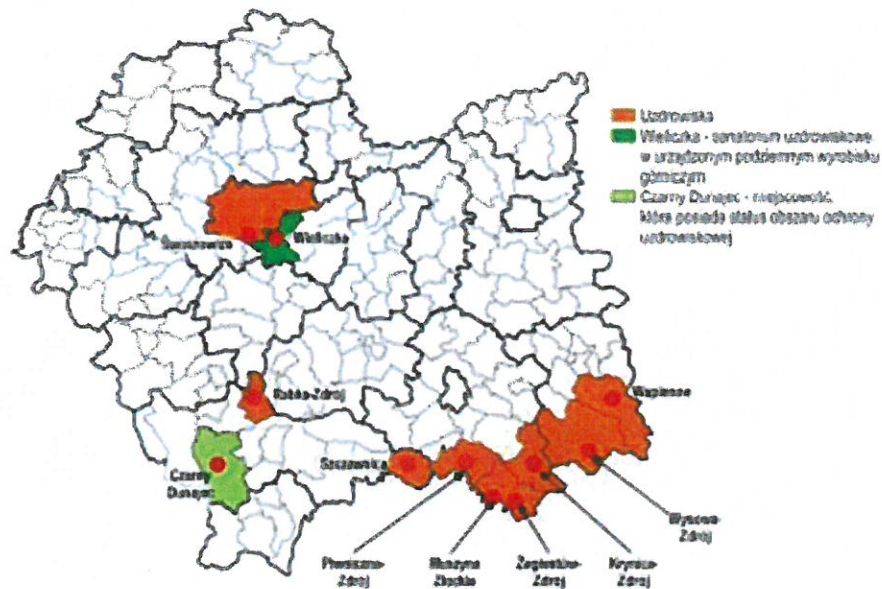 Uzdrowiska
Wieliczka - sanatorium uzdrowiskowe
w urządzonym podziemnym wyrobisku
górniczym
Czarny Dunajec - miejscowość,
która posiada status obszaru ochrony
uzdrowiskowej
Swoszowice
Wieliczka
Rabka-Zdrój
Wapienne
Szczawnica
Czarny
Dunajec
Wysowa-
Zdrój
Piwniczna-
Zdrój
Muszyna
Złockie
Żegiestów-
Zdrój
Krynica-
Zdrój